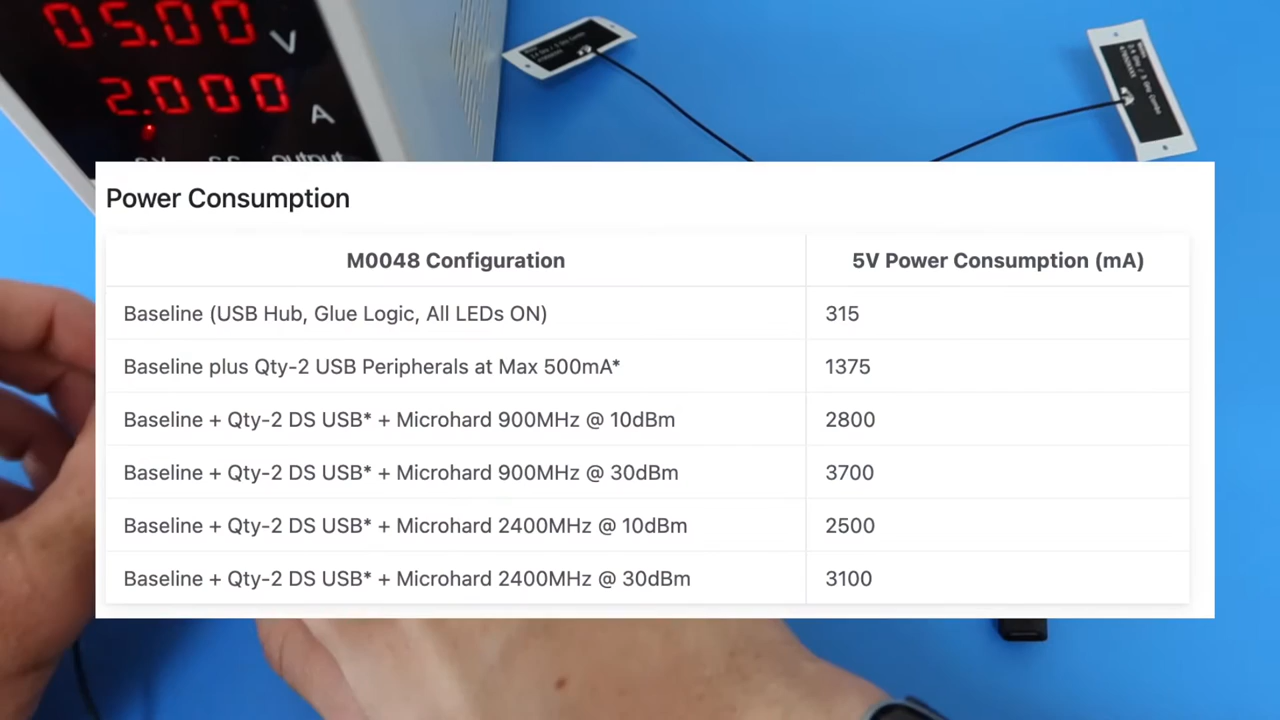 05.00 V
2.000 A
output
Power Consumption
M0048 Configuration 5V Power Consumption (mA)
Baseline (USB Hub, Glue Logic, All LEDs ON) 315
Baseline plus Qty-2 USB Peripherals at Max 500mA* 1375
Baseline + Qty-2 DS USB* + Microhard 900MHz @ 10dBm 2800
Baseline + Qty-2 DS USB* + Microhard 900MHz @ 30dBm 3700
Baseline + Qty-2 DS USB* + Microhard 2400MHz @ 10dBm 2500
Baseline + Qty-2 DS USB* + Microhard 2400MHz @ 30dBm 3100